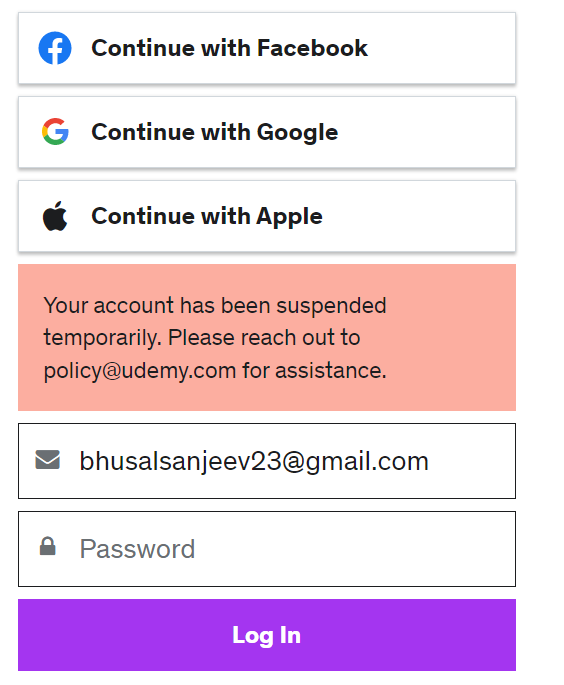 Continue with Facebook
Continue with Google
Continue with Apple
Your account has been suspended
temporarily. Please reach out to
policy@udemy.com for assistance.
bhusalsanjeev23@gmail.com
Password
Log In